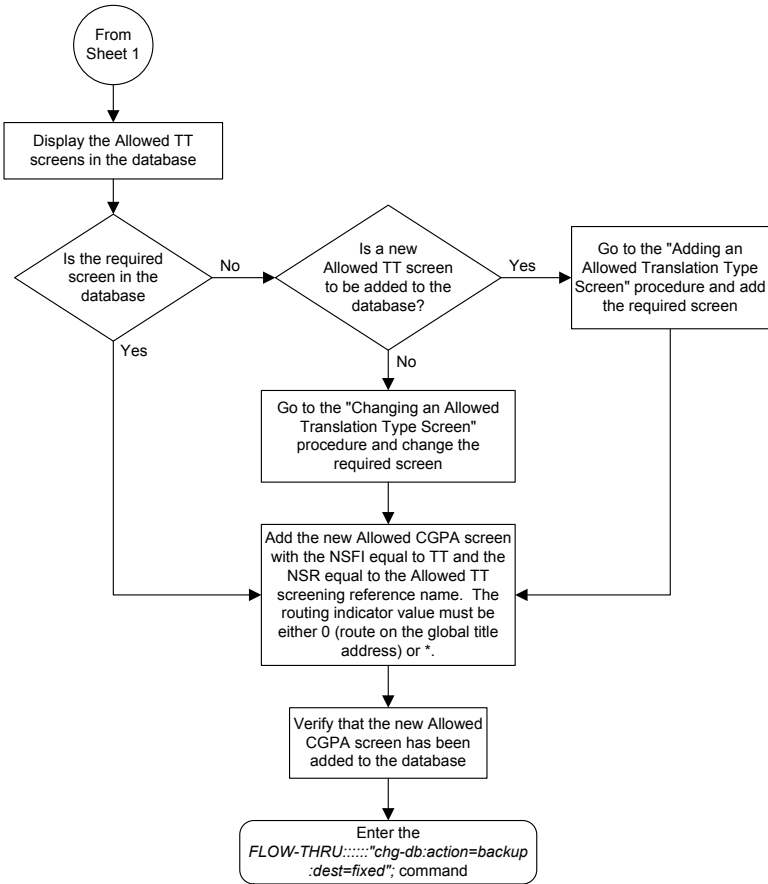 From
Sheet 1
Display the Allowed TT
screens in the database
Is the required
screen in the
database
No
Yes
Is a new
Allowed TT screen
to be added to the
database?
Yes
No
Go to the "Adding an
Allowed Translation Type
Screen" procedure and add
the required screen
Go to the "Changing an Allowed
Translation Type Screen"
procedure and change the
required screen
Add the new Allowed CGPA screen
with the NSFI equal to TT and the
NSR equal to the Allowed TT
screening reference name. The
routing indicator value must be
either 0 (route on the global title
address) or *.
Verify that the new Allowed
CGPA screen has been
added to the database
Enter the
FLOW-THRU::::::"chg-db:action=backup
:dest=fixed"; command